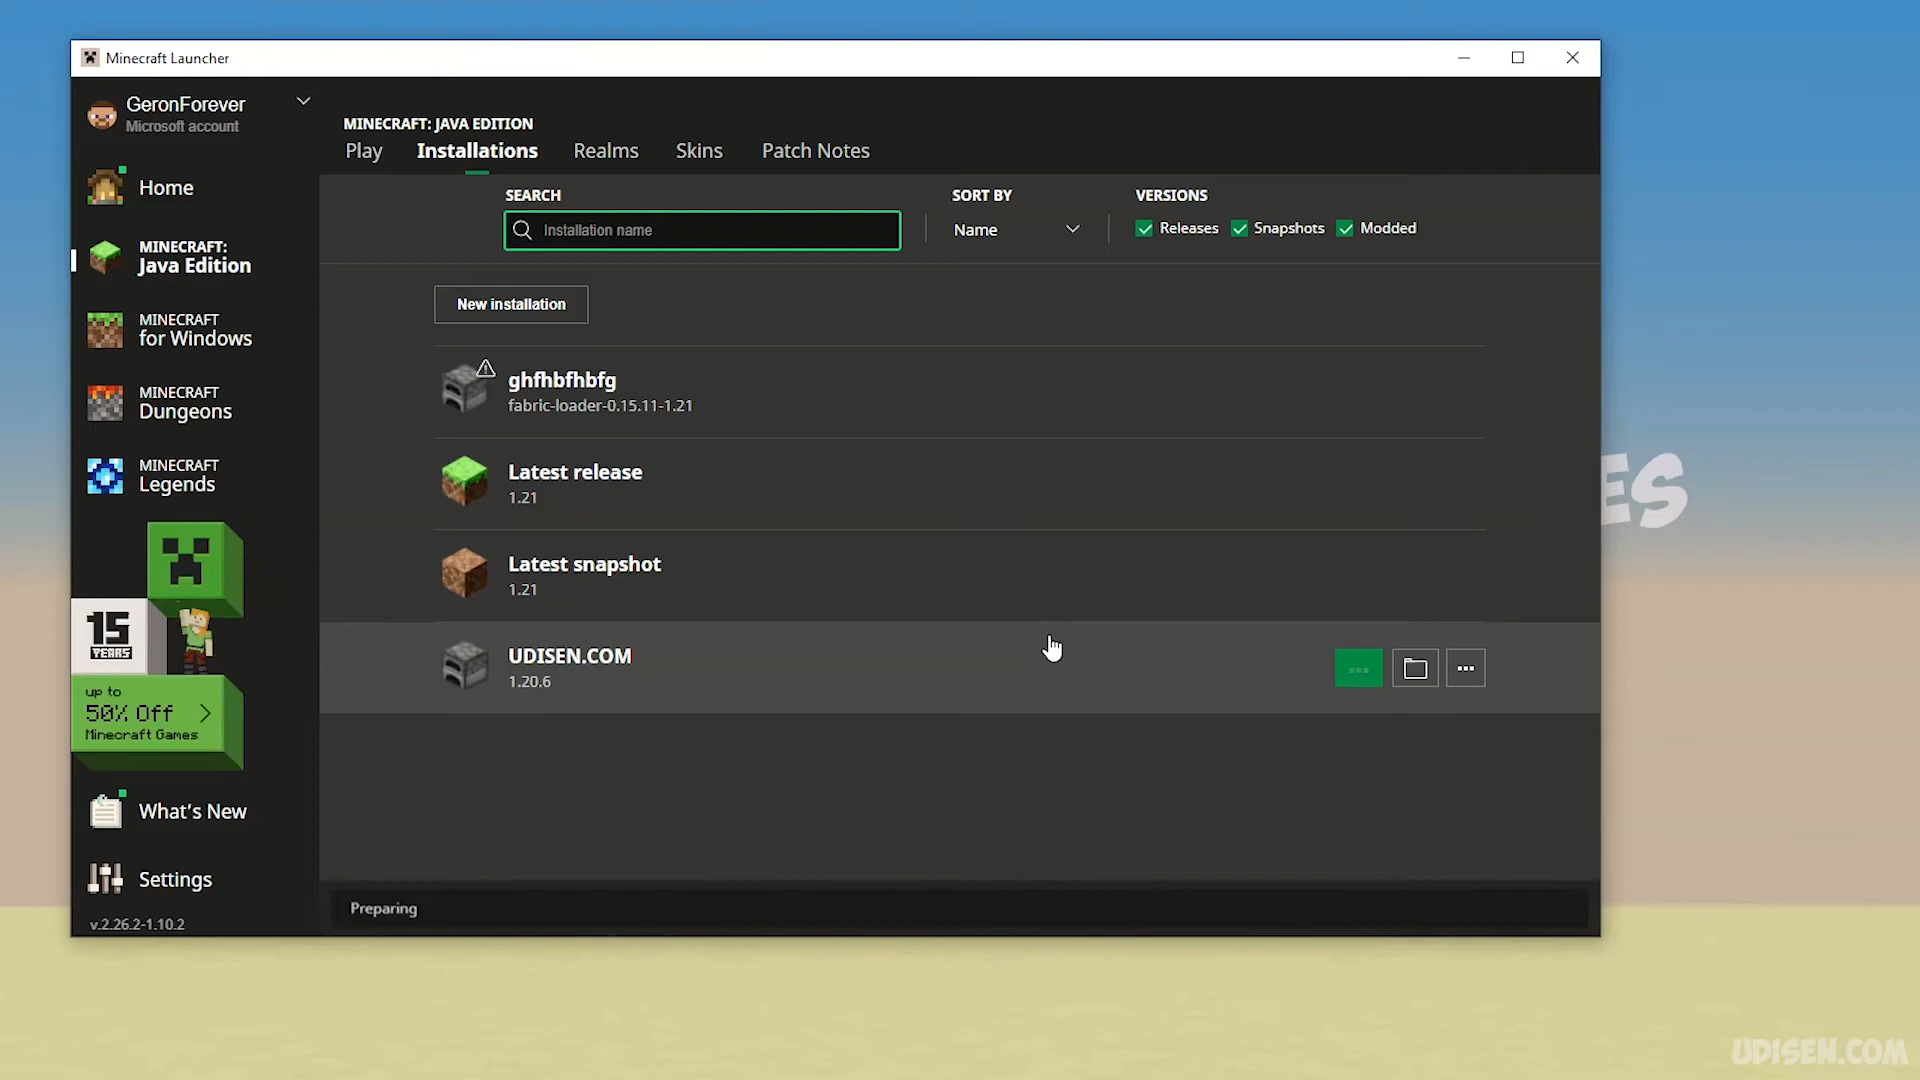 Minecraft Launcher
GeronForever
Microsoft account
Home
MINECRAFT:
Java Edition
MINECRAFT
for Windows
MINECRAFT
Dungeons
MINECRAFT
Legends
15
YEARS
up to
50% Off
Minecraft Games
What's New
Settings
v.2.26.2-1.10.2
MINECRAFT: JAVA EDITION
Play Installations Realms Skins Patch Notes
SEARCH SORT BY VERSIONS
Installation name Name Releases Snapshots Modded
New installation
ghfhbfhbfg
fabric-loader-0.15.11-1.21
Latest release
1.21
Latest snapshot
1.21
UDISEN.COM
1.20.6
Preparing
ES
UDISEN.COM